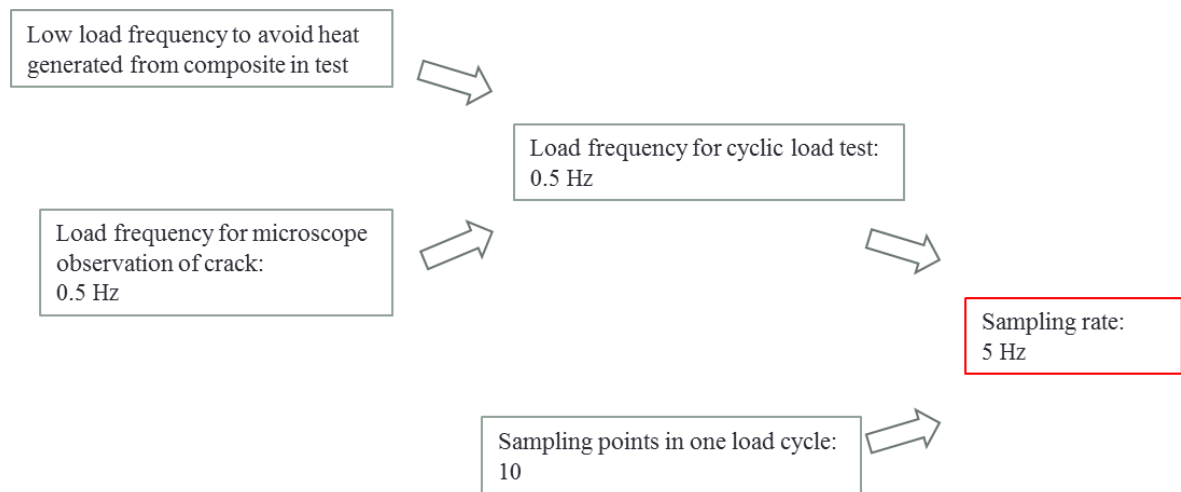 Low load frequency to avoid heat
generated from composite in test
Load frequency for cyclic load test:
0.5 Hz
Load frequency for microscope
observation of crack:
0.5 Hz
Sampling rate:
5 Hz
Sampling points in one load cycle:
10